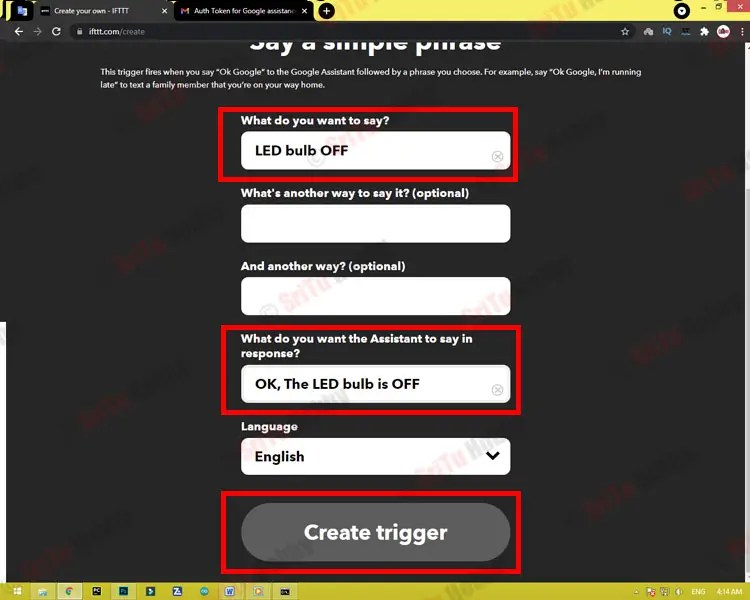 Create your own - IFTTT
Auth Token for Google assistan
ifttt.com/create
Say a simple phrase
This trigger fires when you say “Ok Google” to the Google Assistant followed by a phrase you choose. For example, say “Ok Google, I’m running
late” to text a family member that you’re on your way home.
What do you want to say?
LED bulb OFF
What's another way to say it? (optional)
And another way? (optional)
© SriTu Hobby
What do you want the Assistant to say in
response?
OK, The LED bulb is OFF
Language
English
Create trigger
ENG
4:14 AM